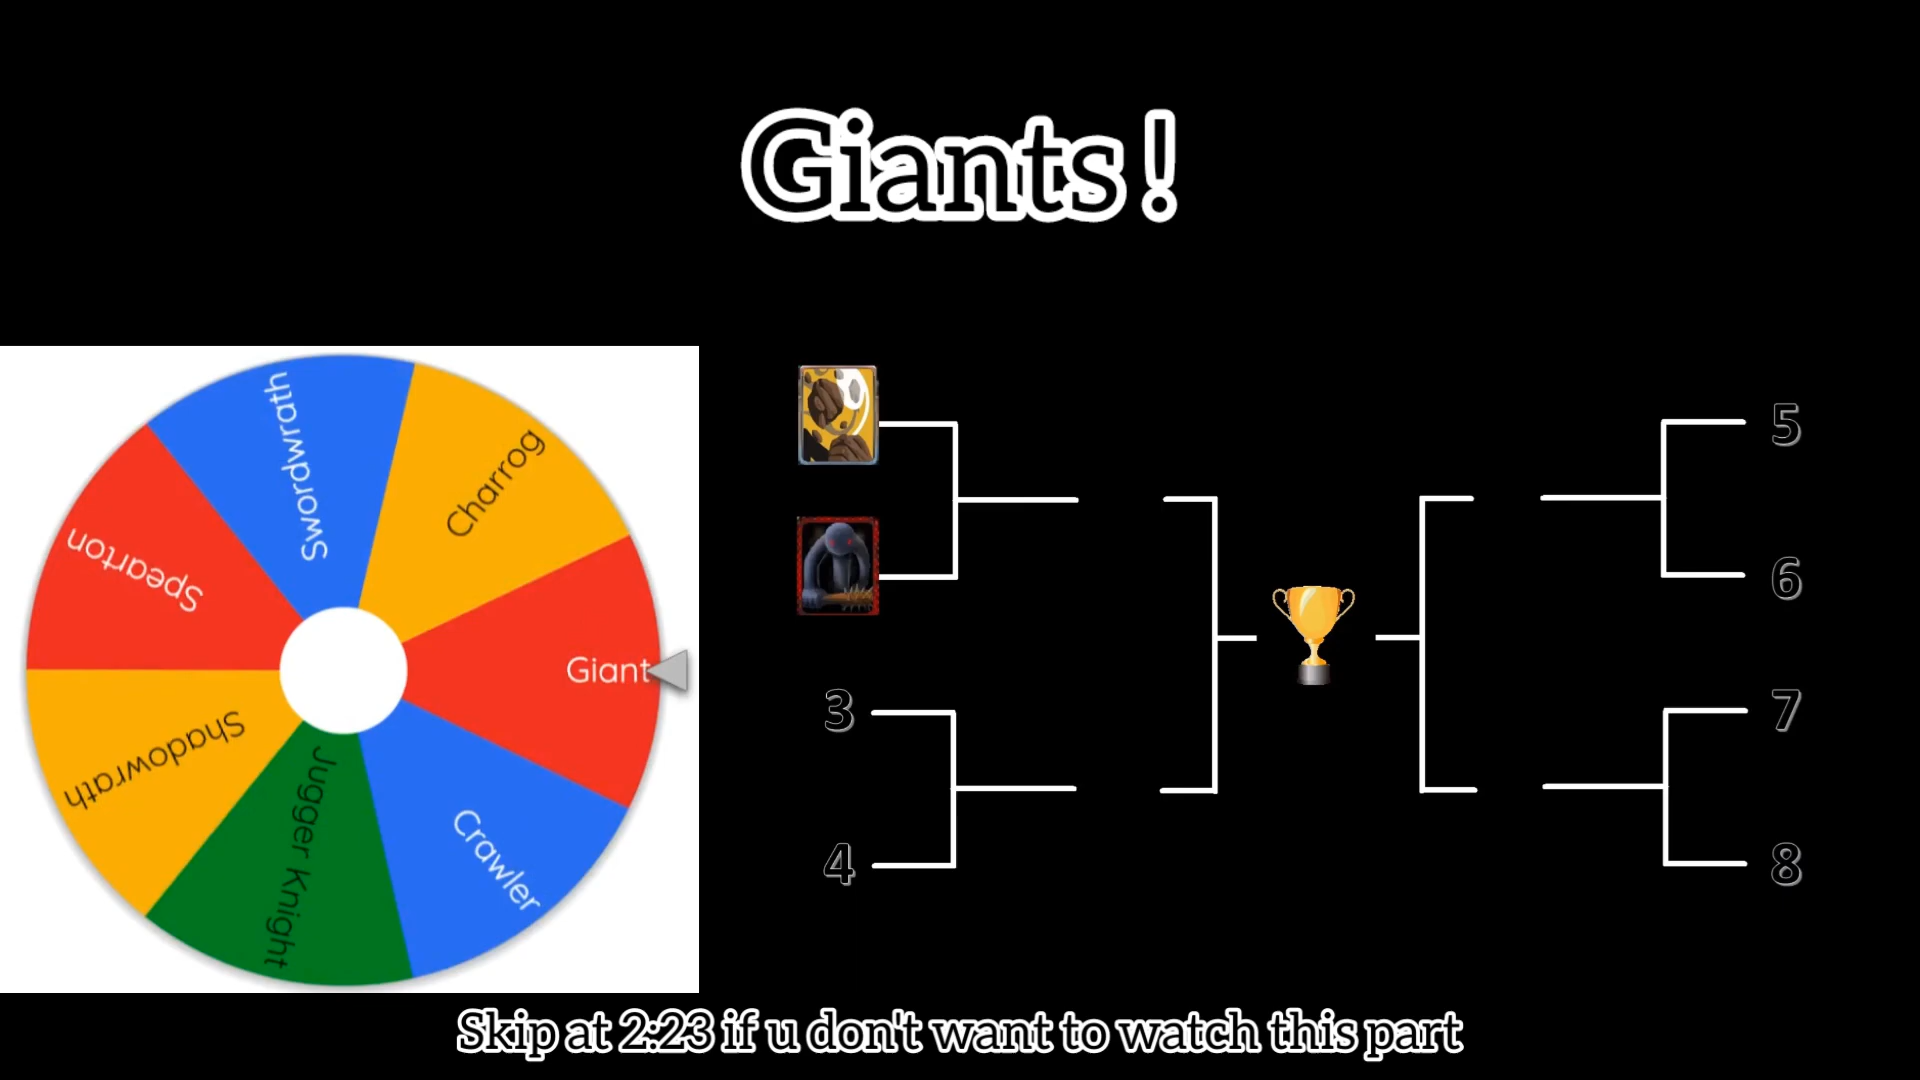 Giants!
Swordwrath
Charrog
Spearton
Giant
Shadowrath
Jugger Knight
Crawler
3
4
5
6
7
8
Skip at 2:23 if u don't want to watch this part